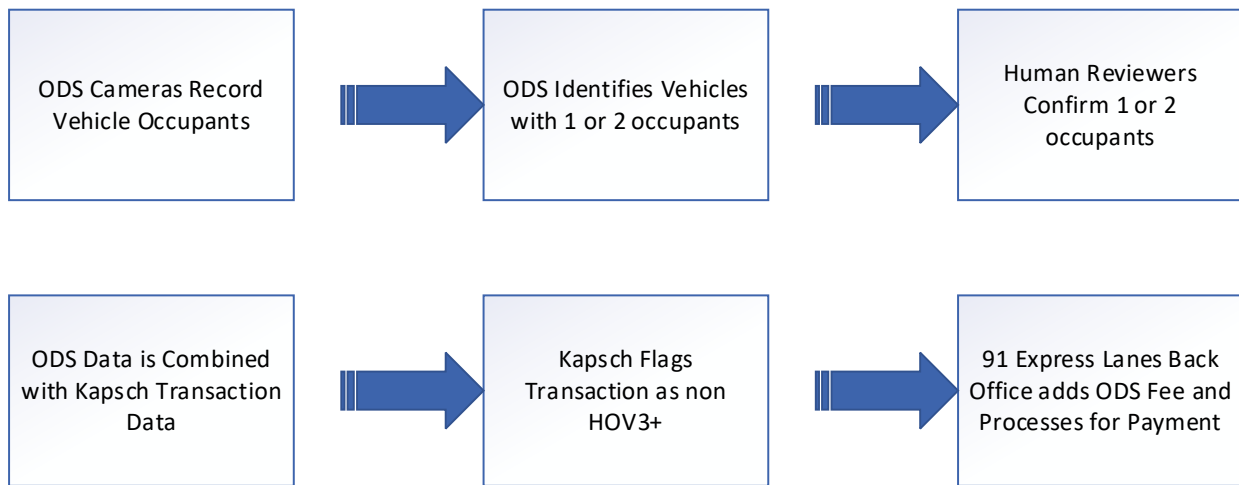 ODS Cameras Record
Vehicle Occupants
ODS Identifies Vehicles
with 1 or 2 occupants
Human Reviewers
Confirm 1 or 2
occupants
ODS Data is Combined
with Kapsch Transaction
Data
Kapsch Flags
Transaction as non
HOV3+
91 Express Lanes Back
Office adds ODS Fee and
Processes for Payment